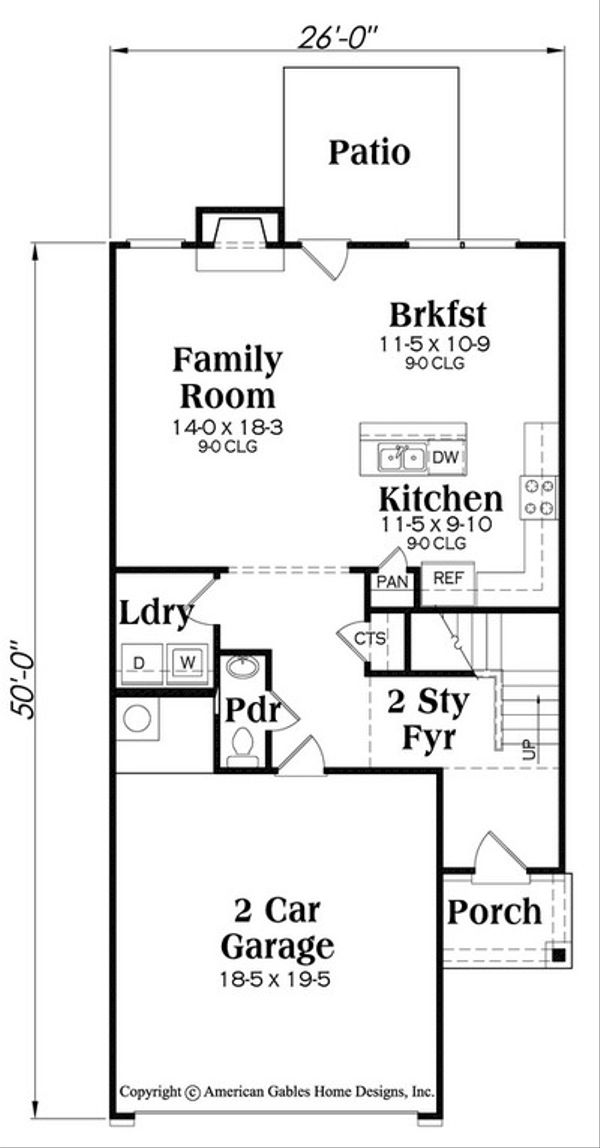 26'-0"
Patio
Brkfst
11-5 x 10-9
9-0 CLG
Family
Room
14-0 x 18-3
9-0 CLG
DW
Kitchen
11-5 x 9-10
9-0 CLG
PAN
REF
Ldry
CTS
D
W
50'-0"
Pdr
2 Sty
Fyr
UP
2 Car
Garage
18-5 x 19-5
Porch
Copyright © American Gables Home Designs, Inc.